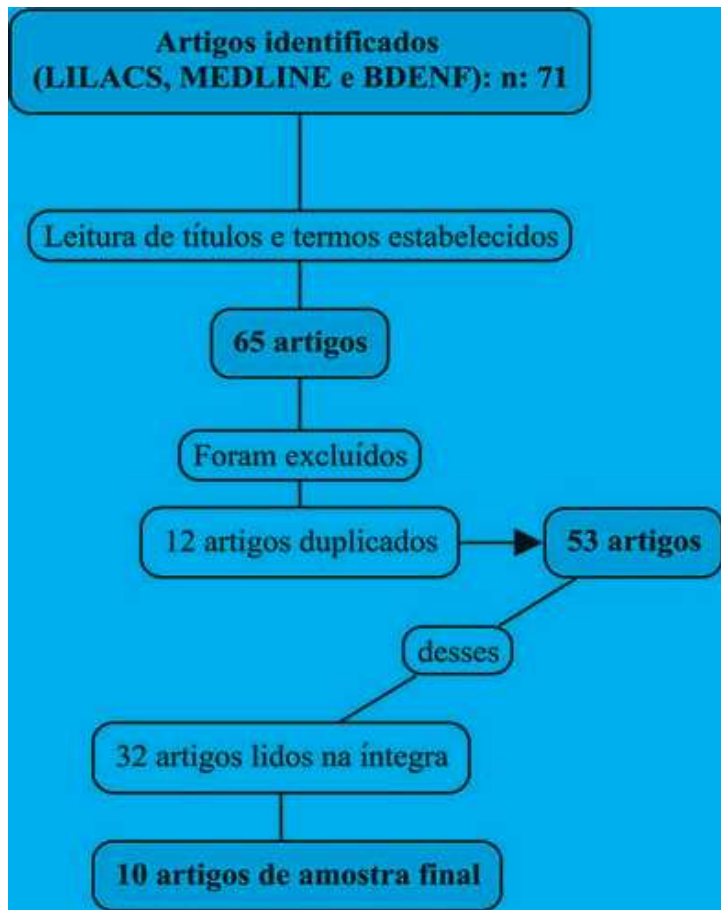 Artigos identificados
(LILACS, MEDLINE e BDENF): n: 71
Leitura de títulos e termos estabelecidos
65 artigos
Foram excluídos
12 artigos duplicados
53 artigos
desses
32 artigos lidos na íntegra
10 artigos de amostra final